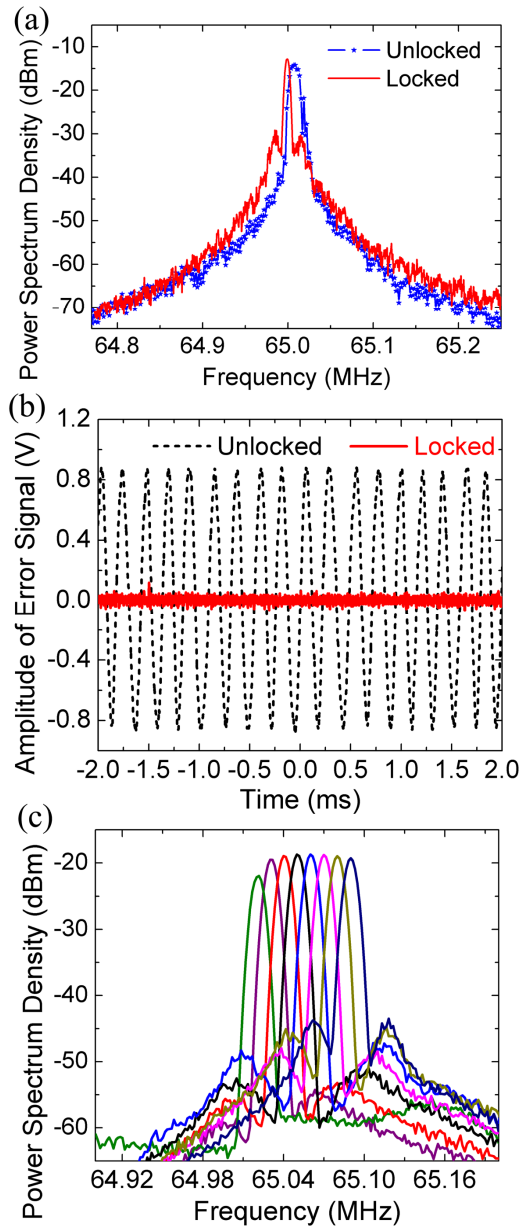 (a)
Power Spectrum Density (dBm)
-10
-20
-30
-40
-50
-60
-70
Unlocked
Locked
64.8 64.9 65.0 65.1 65.2
Frequency (MHz)
(b)
Amplitude of Error Signal (V)
1.2
0.8
0.4
0.0
-0.4
-0.8
Unlocked Locked
-2.0 -1.5 -1.0 -0.5 0.0 0.5 1.0 1.5 2.0
Time (ms)
(c)
Power Spectrum Density (dBm)
-20
-30
-40
-50
-60
64.92 64.98 65.04 65.10 65.16
Frequency (MHz)